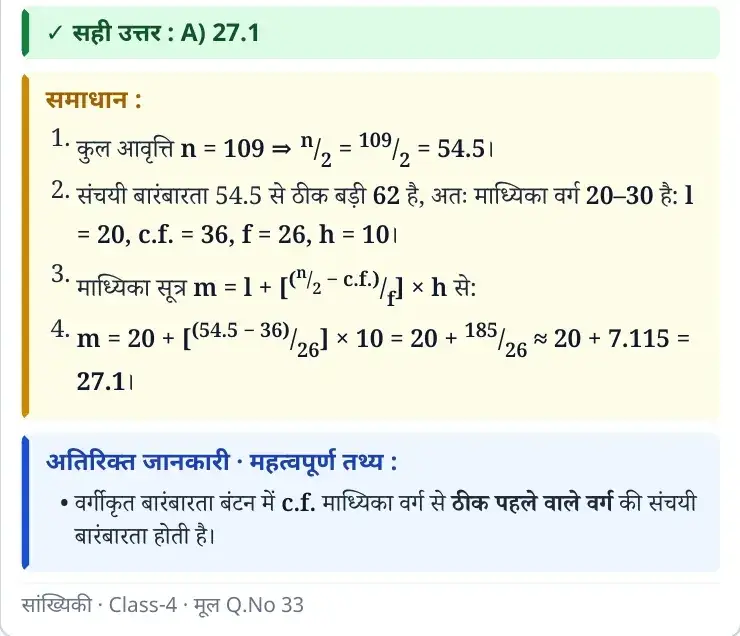 ✓ सही उत्तर : A) 27.1
समाधान :
1. कुल आवृत्ति n = 109 ⇒ n/2 = 109/2 = 54.5।
2. संचयी बारंबारता 54.5 से ठीक बड़ी 62 है, अतः माध्यिका वर्ग 20–30 है: l
= 20, c.f. = 36, f = 26, h = 10।
3. माध्यिका सूत्र m = l + [(n/2 − c.f.)/f] × h से:
4. m = 20 + [(54.5 − 36)/26] × 10 = 20 + 185/26 ≈ 20 + 7.115 =
27.1।
अतिरिक्त जानकारी · महत्वपूर्ण तथ्य :
• वर्गीकृत बारंबारता बंटन में c.f. माध्यिका वर्ग से ठीक पहले वाले वर्ग की संचयी
बारंबारता होती है।
सांख्यिकी · Class-4 · मूल Q.No 33